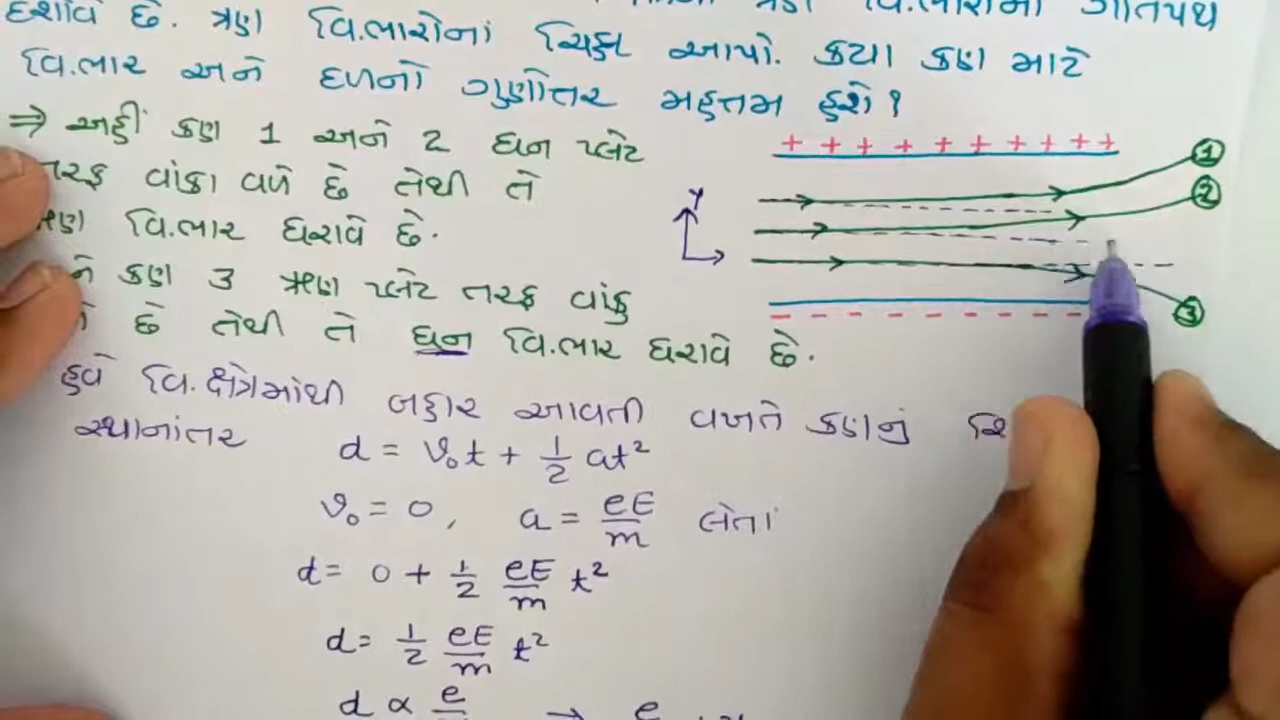 દર્શાવે છે. ત્રણ વિ.ભારોનાં ચિહ્ન આપો. કયા કણ માટે
વિ.ભાર અને દળનો ગુણોત્તર મહત્તમ હશે?
⇒ અહીં કણ 1 અને 2 ધન પ્લેટ
તરફ વાંકા વળે છે તેથી તે
ઋણ વિ.ભાર ધરાવે છે.
કણ 3 ઋણ પ્લેટ તરફ વાંકુ
છે તેથી તે ધન વિ.ભાર ધરાવે છે.
+ + + + + + + + + +
1
2
y
3
- - - - - - - - -
હવે વિ.ક્ષેત્રમાંથી બહાર આવતી વખતે કણનું
સ્થાનાંતર d = v₀t + 1/2 at²
v₀ = 0, a = eE/m લેતાં
d = 0 + 1/2 eE/m t²
d = 1/2 eE/m t²
d ∝ e